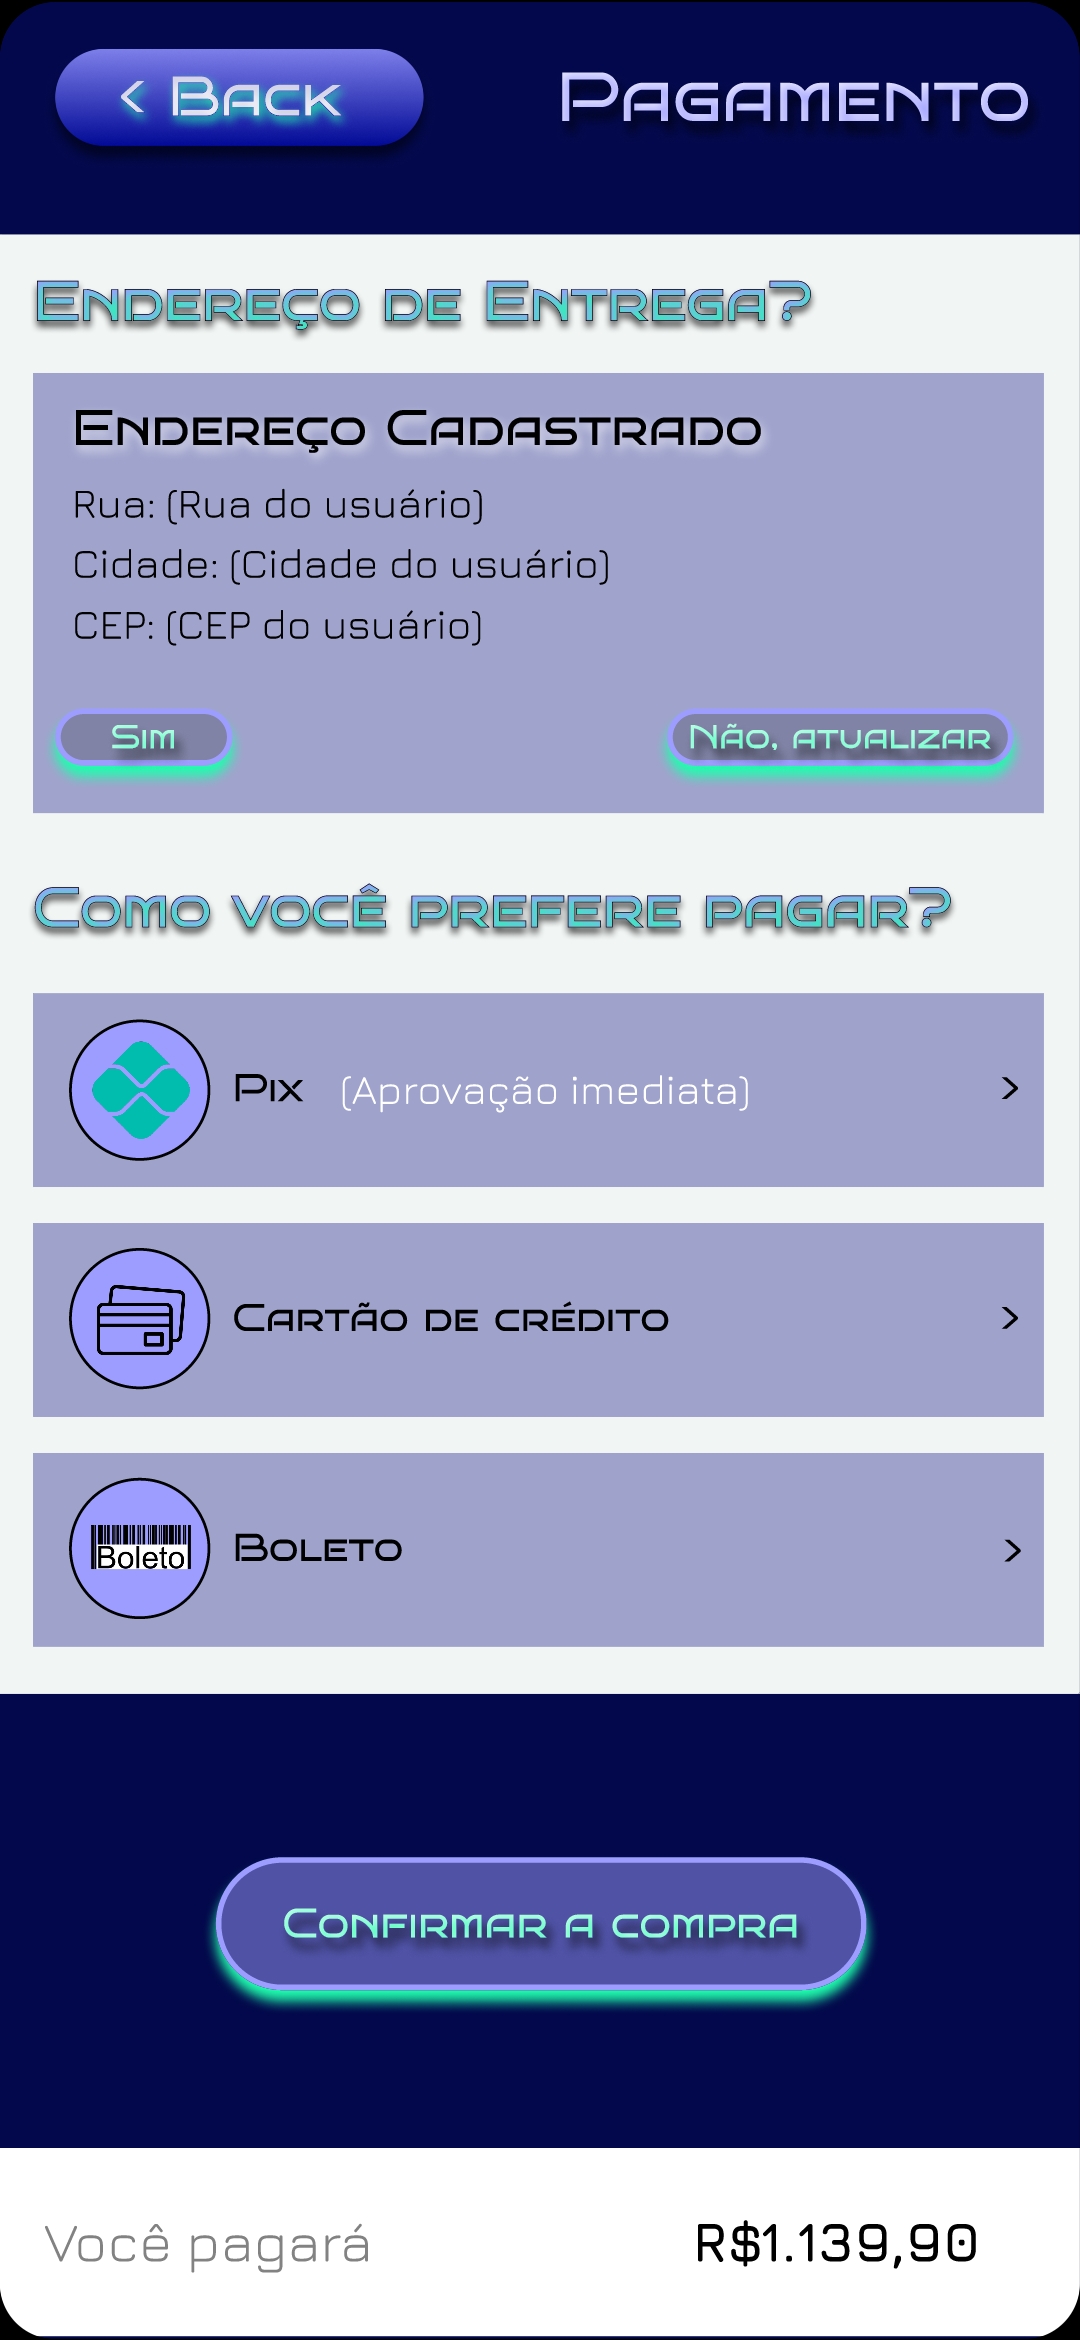 < Back
Pagamento
Endereço de Entrega?
Endereço Cadastrado
Rua: (Rua do usuário)
Cidade: (Cidade do usuário)
CEP: (CEP do usuário)
Sim
Não, atualizar
Como você prefere pagar?
Pix (Aprovação imediata) >
Cartão de crédito >
Boleto
Boleto >
Confirmar a compra
Você pagará R$1.139,90